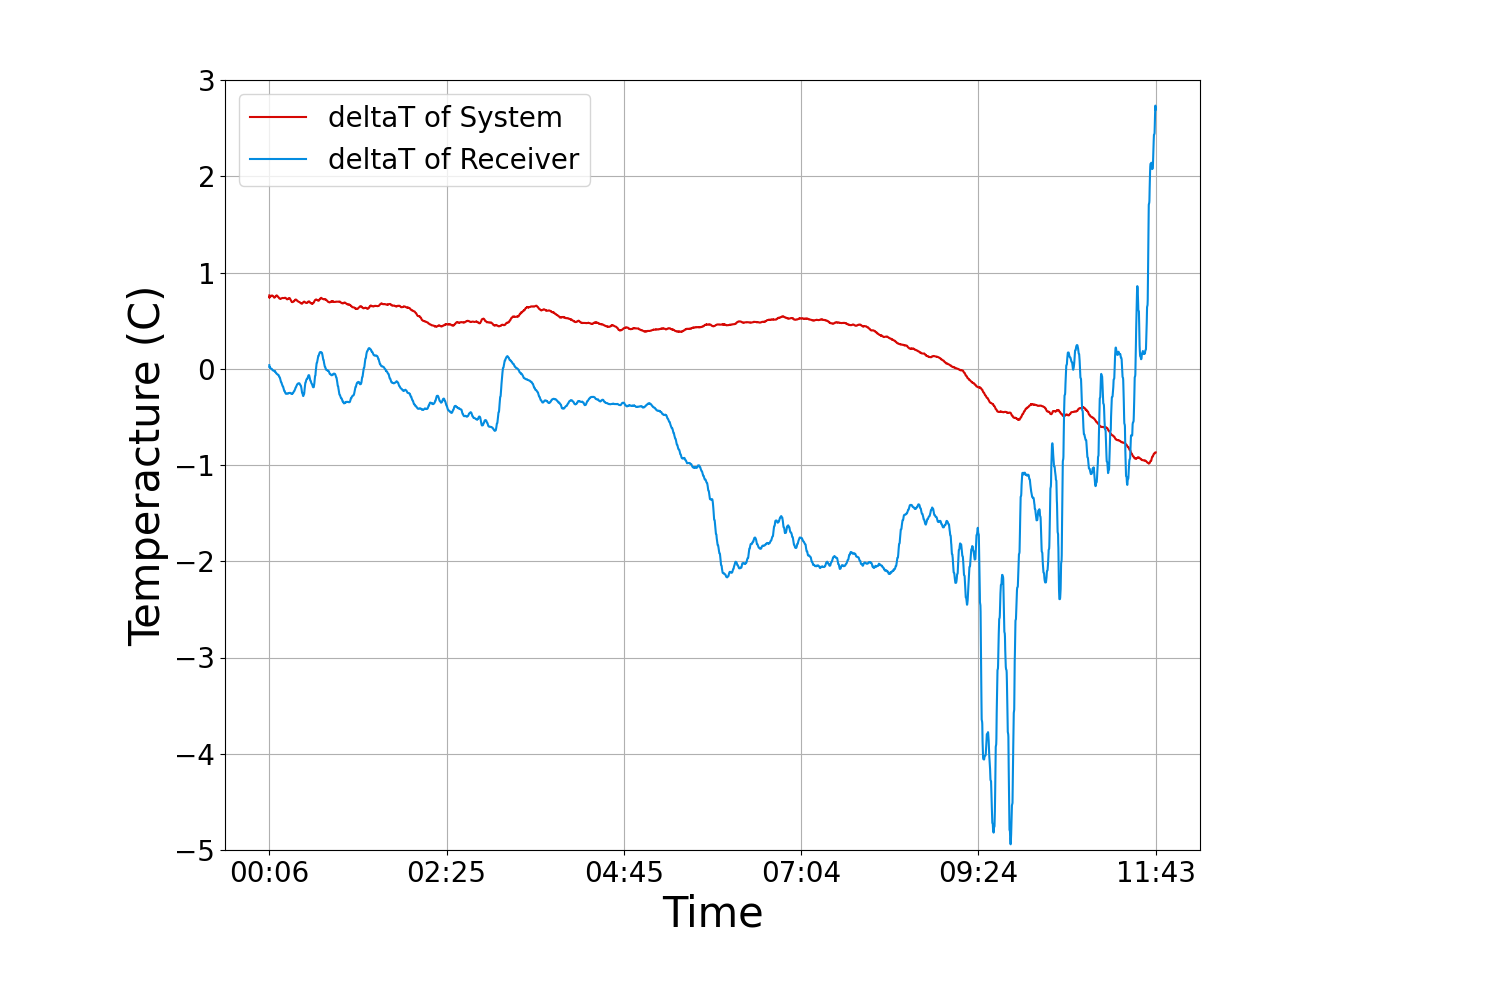 3
2
1
0
−1
−2
−3
−4
−5
Temperacture (C)
deltaT of System
deltaT of Receiver
00:06 02:25 04:45 07:04 09:24 11:43
Time